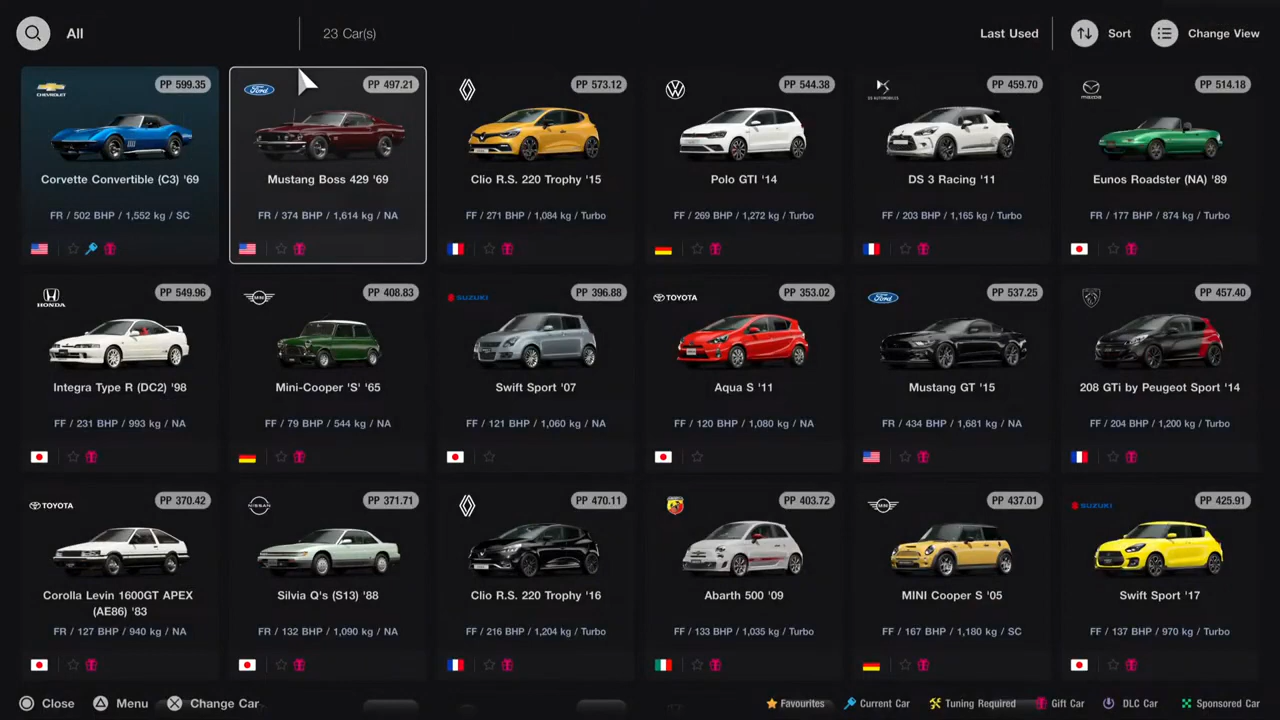 All
23 Car(s)
Last Used
Sort
Change View
CHEVROLET
PP 599.35
Corvette Convertible (C3) '69
FR / 502 BHP / 1,552 kg / SC
Ford
PP 497.21
Mustang Boss 429 '69
FR / 374 BHP / 1,614 kg / NA
PP 573.12
Clio R.S. 220 Trophy '15
FF / 271 BHP / 1,084 kg / Turbo
PP 544.38
Polo GTI '14
FF / 269 BHP / 1,272 kg / Turbo
DS AUTOMOBILES
PP 459.70
DS 3 Racing '11
FF / 203 BHP / 1,165 kg / Turbo
mazda
PP 514.18
Eunos Roadster (NA) '89
FR / 177 BHP / 874 kg / Turbo
HONDA
PP 549.96
Integra Type R (DC2) '98
FF / 231 BHP / 993 kg / NA
MINI
PP 408.83
Mini-Cooper 'S' '65
FF / 79 BHP / 544 kg / NA
SUZUKI
PP 396.88
Swift Sport '07
FF / 121 BHP / 1,060 kg / NA
TOYOTA
PP 353.02
Aqua S '11
FF / 120 BHP / 1,080 kg / NA
Ford
PP 537.25
Mustang GT '15
FR / 434 BHP / 1,681 kg / NA
PP 457.40
208 GTi by Peugeot Sport '14
FF / 204 BHP / 1,200 kg / Turbo
TOYOTA
PP 370.42
Corolla Levin 1600GT APEX
(AE86) '83
FR / 127 BHP / 940 kg / NA
NISSAN
PP 371.71
Silvia Q's (S13) '88
FR / 132 BHP / 1,090 kg / NA
PP 470.11
Clio R.S. 220 Trophy '16
FF / 216 BHP / 1,204 kg / Turbo
PP 403.72
Abarth 500 '09
FF / 133 BHP / 1,035 kg / Turbo
MINI
PP 437.01
MINI Cooper S '05
FF / 167 BHP / 1,180 kg / SC
SUZUKI
PP 425.91
Swift Sport '17
FF / 137 BHP / 970 kg / Turbo
Close
Menu
Change Car
Favourites
Current Car
Tuning Required
Gift Car
DLC Car
Sponsored Car